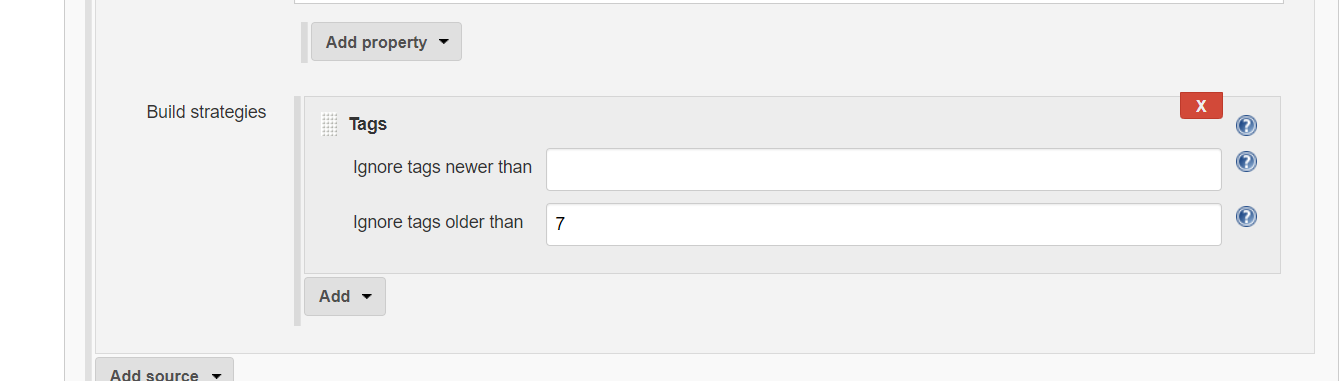 Add property
Build strategies
X
Tags
?
Ignore tags newer than
?
Ignore tags older than
7
?
Add
Add source